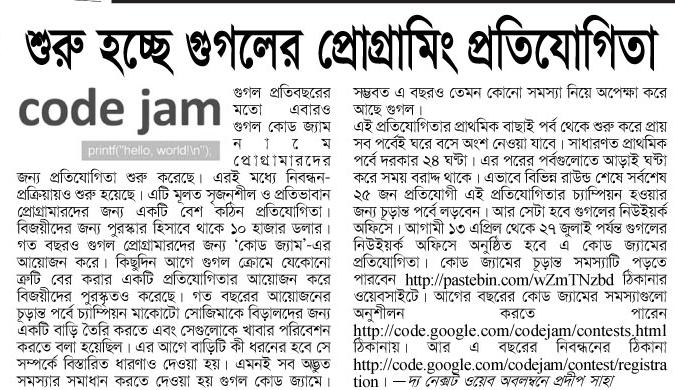 শুরু হচ্ছে গুগলের প্রোগ্রামিং প্রতিযোগিতা
code jam
printf("hello, world!\n");
গুগল প্রতিবছরের
মতো এবারও
গুগল কোড জ্যাম
না মে
প্রোগ্রামারদের
জন্য প্রতিযোগিতা শুরু করেছে। এরই মধ্যে নিবন্ধন-
প্রক্রিয়ায়ও শুরু হয়েছে। এটি মূলত সৃজনশীল ও প্রতিভাবান
প্রোগ্রামারদের জন্য একটি বেশ কঠিন প্রতিযোগিতা।
বিজয়ীদের জন্য পুরস্কার হিসাবে থাকে ১০ হাজার ডলার।
গত বছরও গুগল প্রোগ্রামারদের জন্য ‘কোড জ্যাম’-এর
আয়োজন করে। কিছুদিন আগে গুগল ক্রোমে যেকোনো
ত্রুটি বের করার একটি প্রতিযোগিতার আয়োজন করে
বিজয়ীদের পুরস্কৃতও করেছে। গত বছরের আয়োজনের
চূড়ান্ত পর্বে চ্যাম্পিয়ন মাকোটো সোজিমাকে বিড়ালদের জন্য
একটি বাড়ি তৈরি করতে এবং সেগুলোকে খাবার পরিবেশন
করতে বলা হয়েছিল। এর আগে বাড়িটি কী ধরনের হবে সে
সম্পর্কে বিস্তারিত ধারণাও দেওয়া হয়। এমনই সব অদ্ভুত
সমস্যার সমাধান করতে দেওয়া হয় গুগল কোড জ্যামে।
সম্ভবত এ বছরও তেমন কোনো সমস্যা নিয়ে অপেক্ষা করে
আছে গুগল।
এই প্রতিযোগিতার প্রাথমিক বাছাই পর্ব থেকে শুরু করে প্রায়
সব পর্বেই ঘরে বসে অংশ নেওয়া যাবে। সাধারণত প্রাথমিক
পর্বে দরকার ২৪ ঘণ্টা। এর পরের পর্বগুলোতে আড়াই ঘণ্টা
করে সময় বরাদ্দ থাকে। এভাবে বিভিন্ন রাউন্ড শেষে সর্বশেষ
২৫ জন প্রতিযোগী এই প্রতিযোগিতার চ্যাম্পিয়ন হওয়ার
জন্য চূড়ান্ত পর্বে লড়বেন। আর সেটা হবে গুগলের নিউইয়র্ক
অফিসে। আগামী ১৩ এপ্রিল থেকে ২৭ জুলাই পর্যন্ত গুগলের
নিউইয়র্ক অফিসে অনুষ্ঠিত হবে এ কোড জ্যামের
প্রতিযোগিতা। কোড জ্যামের চূড়ান্ত সমস্যাটি পড়তে
পারবেন http://pastebin.com/wZmTNzbd ঠিকানার
ওয়েবসাইটে। আগের বছরের কোড জ্যামের সমস্যাগুলো
অনুশীলন করতে পারেন
http://code.google.com/codejam/contests.html
ঠিকানায়। আর এ বছরের নিবন্ধনের ঠিকানা
http://code.google.com/codejam/contest/registra
tion। —দ্য নেক্সট ওয়েব অবলম্বনে প্রদীপ সাহা